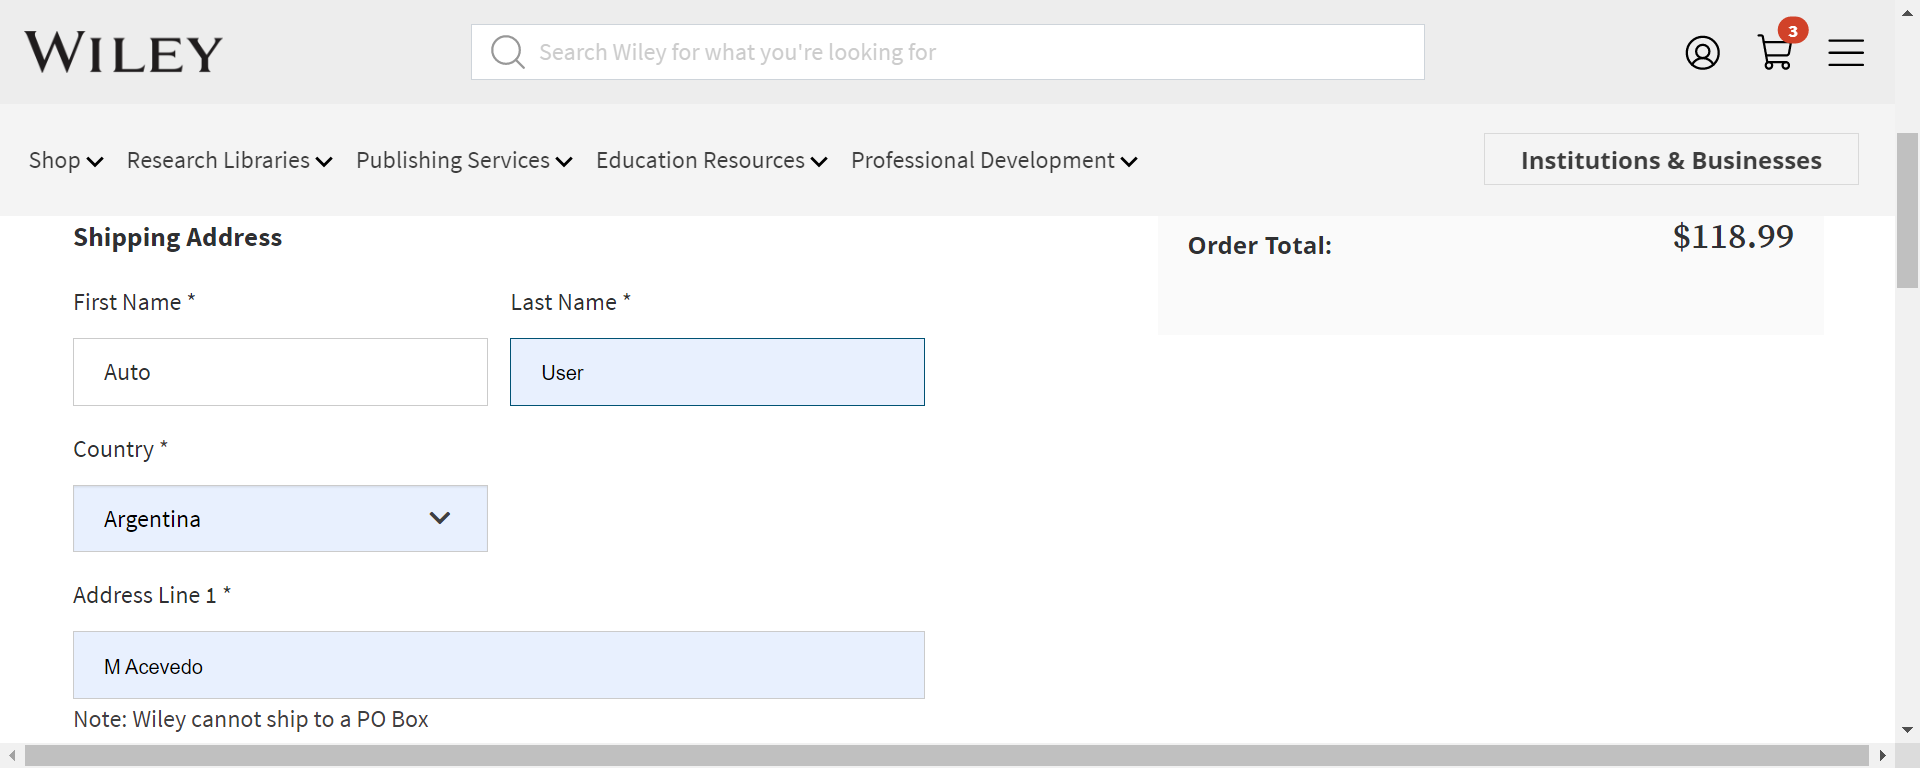 WILEY
Search Wiley for what you're looking for
3
Shop
Research Libraries
Publishing Services
Education Resources
Professional Development
Institutions & Businesses
Shipping Address
Order Total:
$118.99
First Name *
Last Name *
Auto
User
Country *
Argentina
Address Line 1 *
M Acevedo
Note: Wiley cannot ship to a PO Box